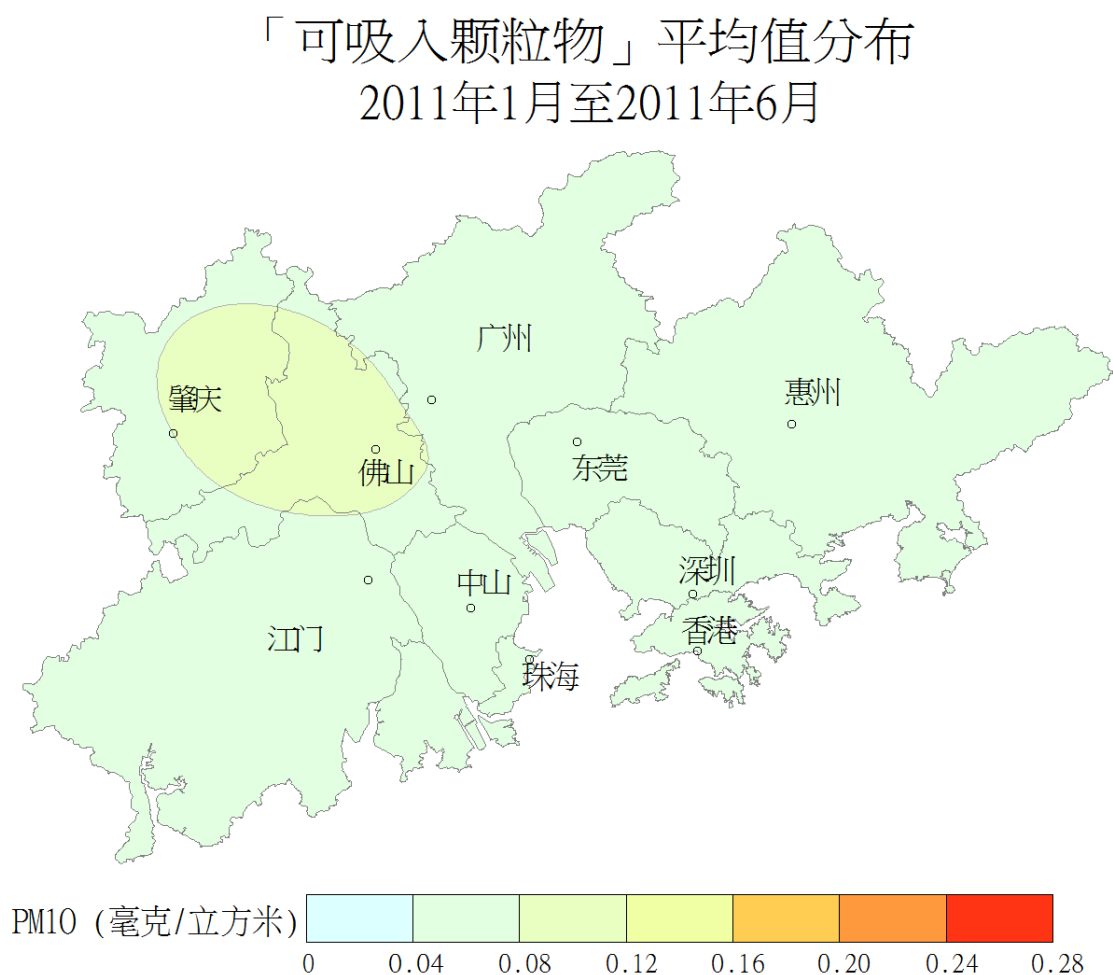 「可吸入颗粒物」平均值分布
2011年1月至2011年6月
广州
惠州
肇庆
佛山
东莞
深圳
中山
香港
江门
珠海
PM10 (毫克/立方米)
0 0.04 0.08 0.12 0.16 0.20 0.24 0.28